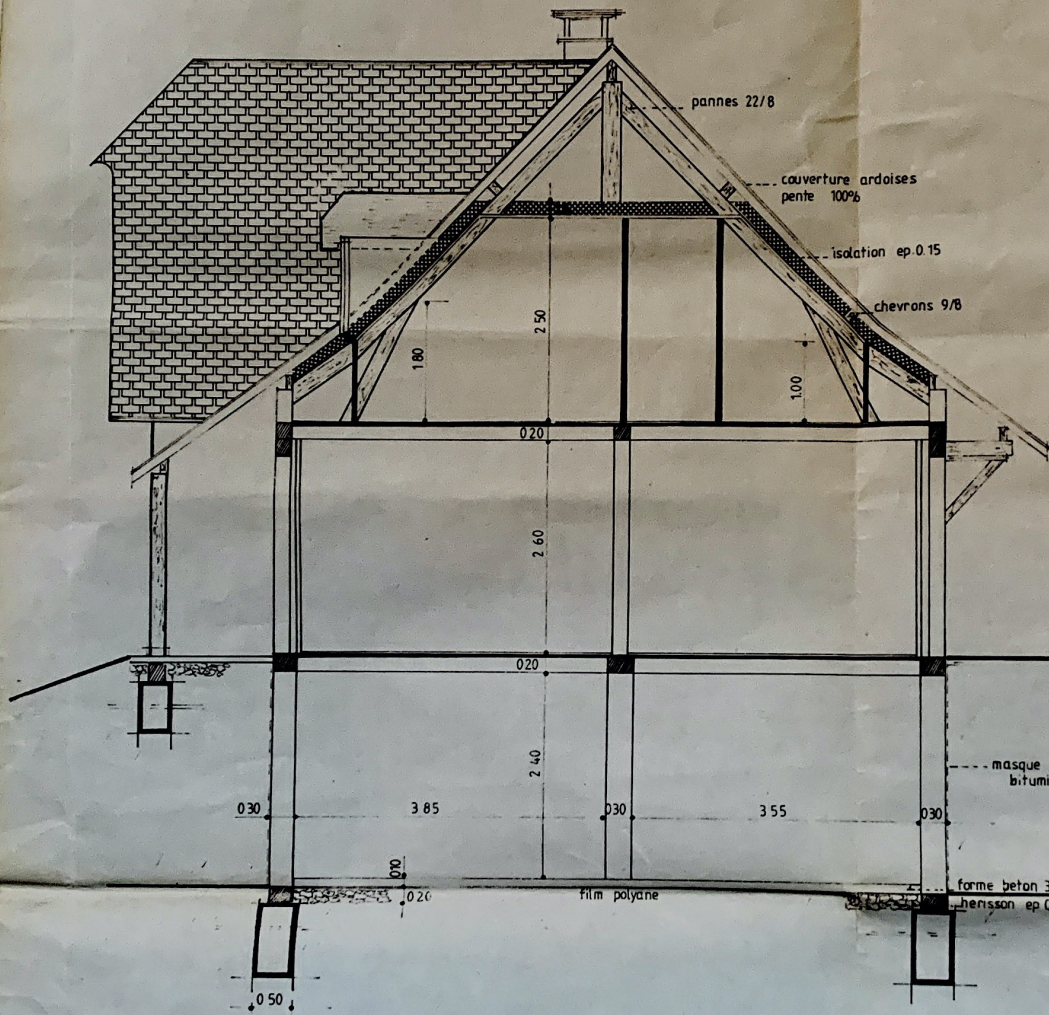 pannes 22/8
couverture ardoises
pente 100%
isolation ep.0.15
chevrons 9/8
2 50
1.80
1.00
0 20
2 60
0 20
2 40
masque
bitumi
0 30
3 85
0 30
3 55
0 30
0 10
0.20
film polyane
forme beton 3
herisson ep 0
0 50